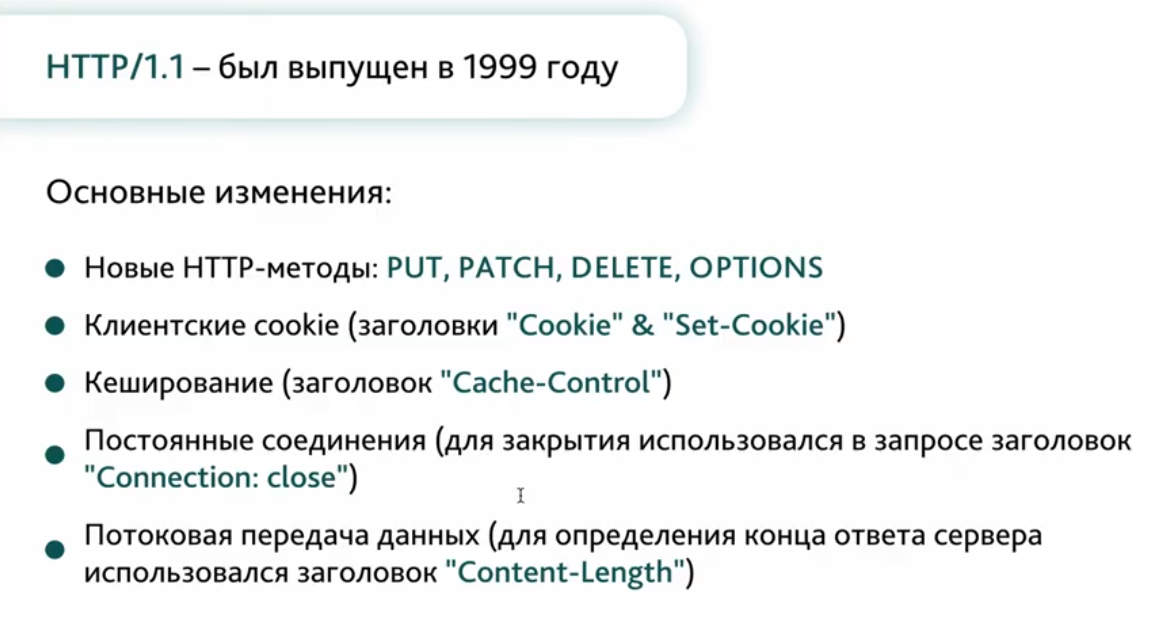 HTTP/1.1 – был выпущен в 1999 году
Основные изменения:
Новые HTTP-методы: PUT, PATCH, DELETE, OPTIONS
Клиентские cookie (заголовки "Cookie" & "Set-Cookie")
Кеширование (заголовок "Cache-Control")
Постоянные соединения (для закрытия использовался в запросе заголовок
"Connection: close")
Потоковая передача данных (для определения конца ответа сервера
использовался заголовок "Content-Length")